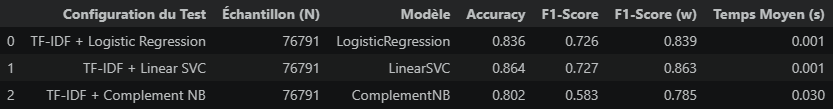 Configuration du Test Échantillon (N) Modèle Accuracy F1-Score F1-Score (w) Temps Moyen (s)
0 TF-IDF + Logistic Regression 76791 LogisticRegression 0.836 0.726 0.839 0.001
1 TF-IDF + Linear SVC 76791 LinearSVC 0.864 0.727 0.863 0.001
2 TF-IDF + Complement NB 76791 ComplementNB 0.802 0.583 0.785 0.030